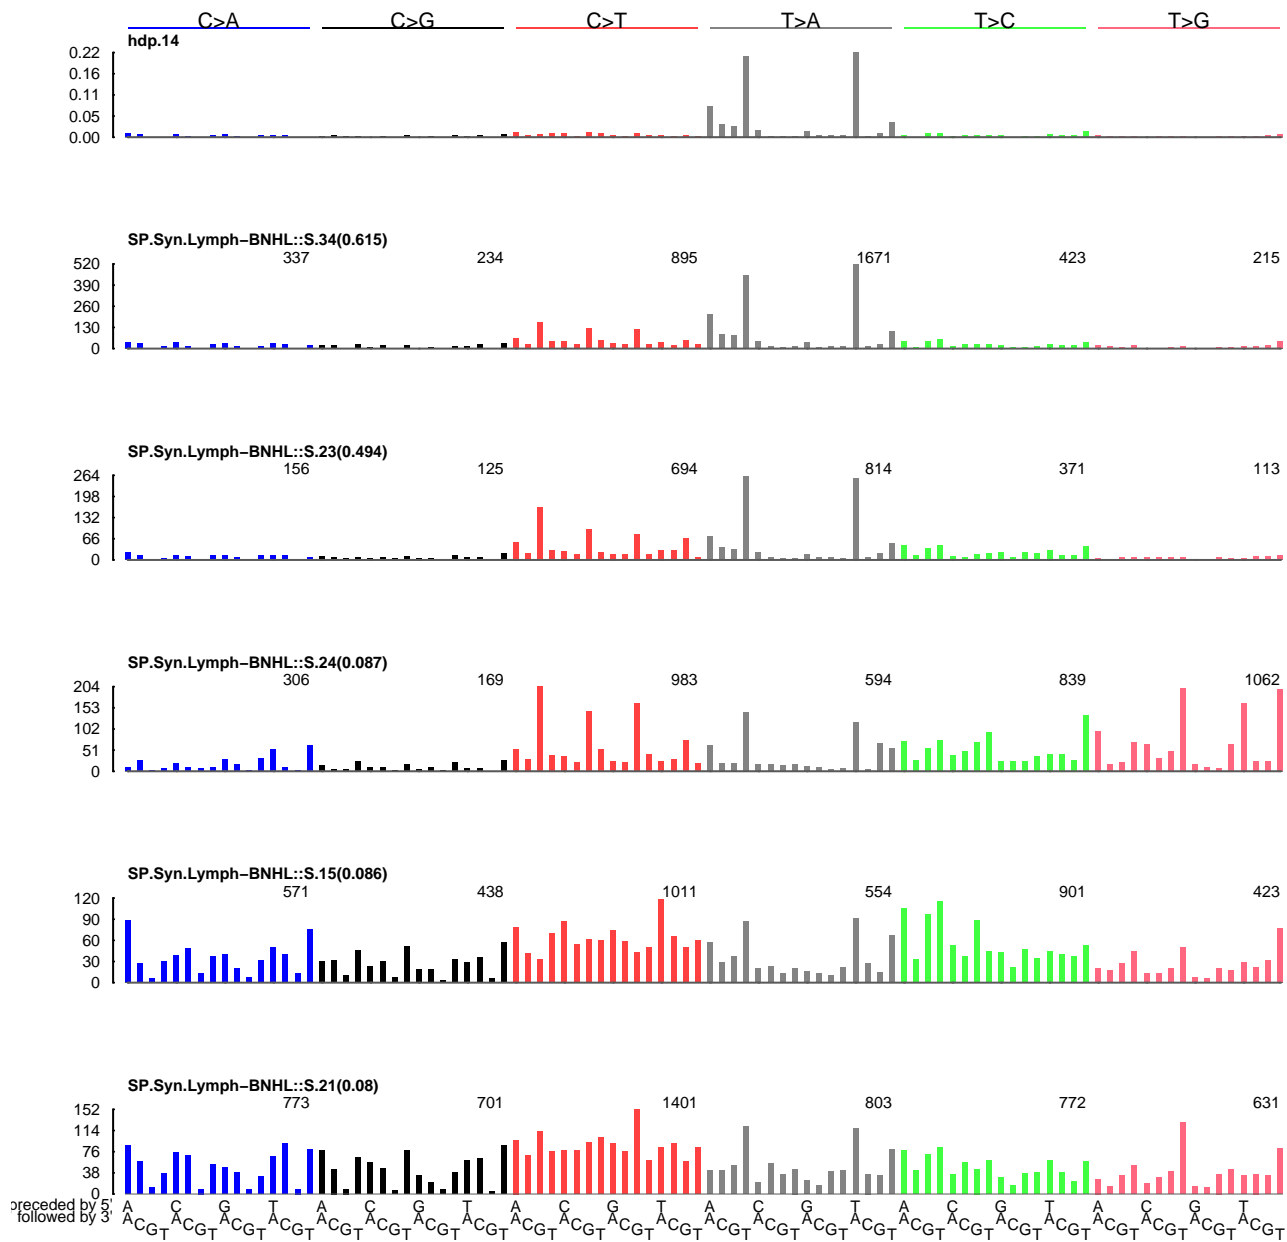 C>A C>G C>T T>A T>C T>G
hdp.14
0.22
0.16
0.11
0.05
0.00
SP.Syn.Lymph−BNHL::S.34(0.615)
337 234 895 1671 423 215
520
390
260
130
0
SP.Syn.Lymph−BNHL::S.23(0.494)
156 125 694 814 371 113
264
198
132
66
0
SP.Syn.Lymph−BNHL::S.24(0.087)
306 169 983 594 839 1062
204
153
102
51
0
SP.Syn.Lymph−BNHL::S.15(0.086)
571 438 1011 554 901 423
120
90
60
30
0
SP.Syn.Lymph−BNHL::S.21(0.08)
773 701 1401 803 772 631
152
114
76
38
0
preceded by 5' A C G T A C G T A C G T A C G T A C G T A C G T
followed by 3' A C G T A C G T A C G T A C G T A C G T A C G T A C G T A C G T A C G T A C G T A C G T A C G T A C G T A C G T A C G T A C G T A C G T A C G T A C G T A C G T A C G T A C G T A C G T A C G T